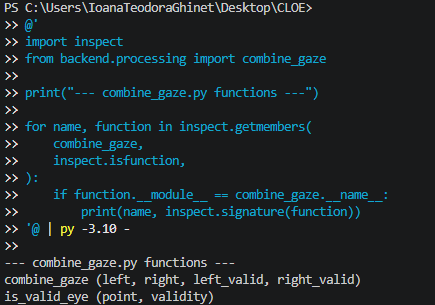 PS C:\Users\IoanaTeodoraGhinet\Desktop\CLOE>
>> @'
>> import inspect
>> from backend.processing import combine_gaze
>>
>> print("--- combine_gaze.py functions ---")
>>
>> for name, function in inspect.getmembers(
>>     combine_gaze,
>>     inspect.isfunction,
>> ):
>>     if function.__module__ == combine_gaze.__name__:
>>         print(name, inspect.signature(function))
>> '@ | py -3.10 -
>>
--- combine_gaze.py functions ---
combine_gaze (left, right, left_valid, right_valid)
is_valid_eye (point, validity)